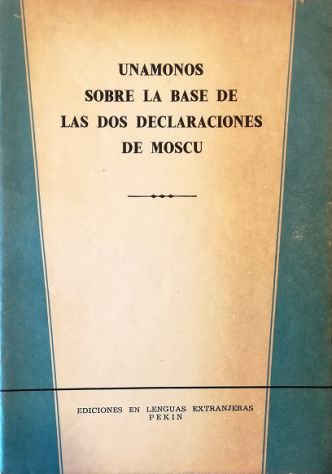 UNAMONOS
SOBRE LA BASE DE
LAS DOS DECLARACIONES
DE MOSCU
EDICIONES EN LENGUAS EXTRANJERAS
PEKIN